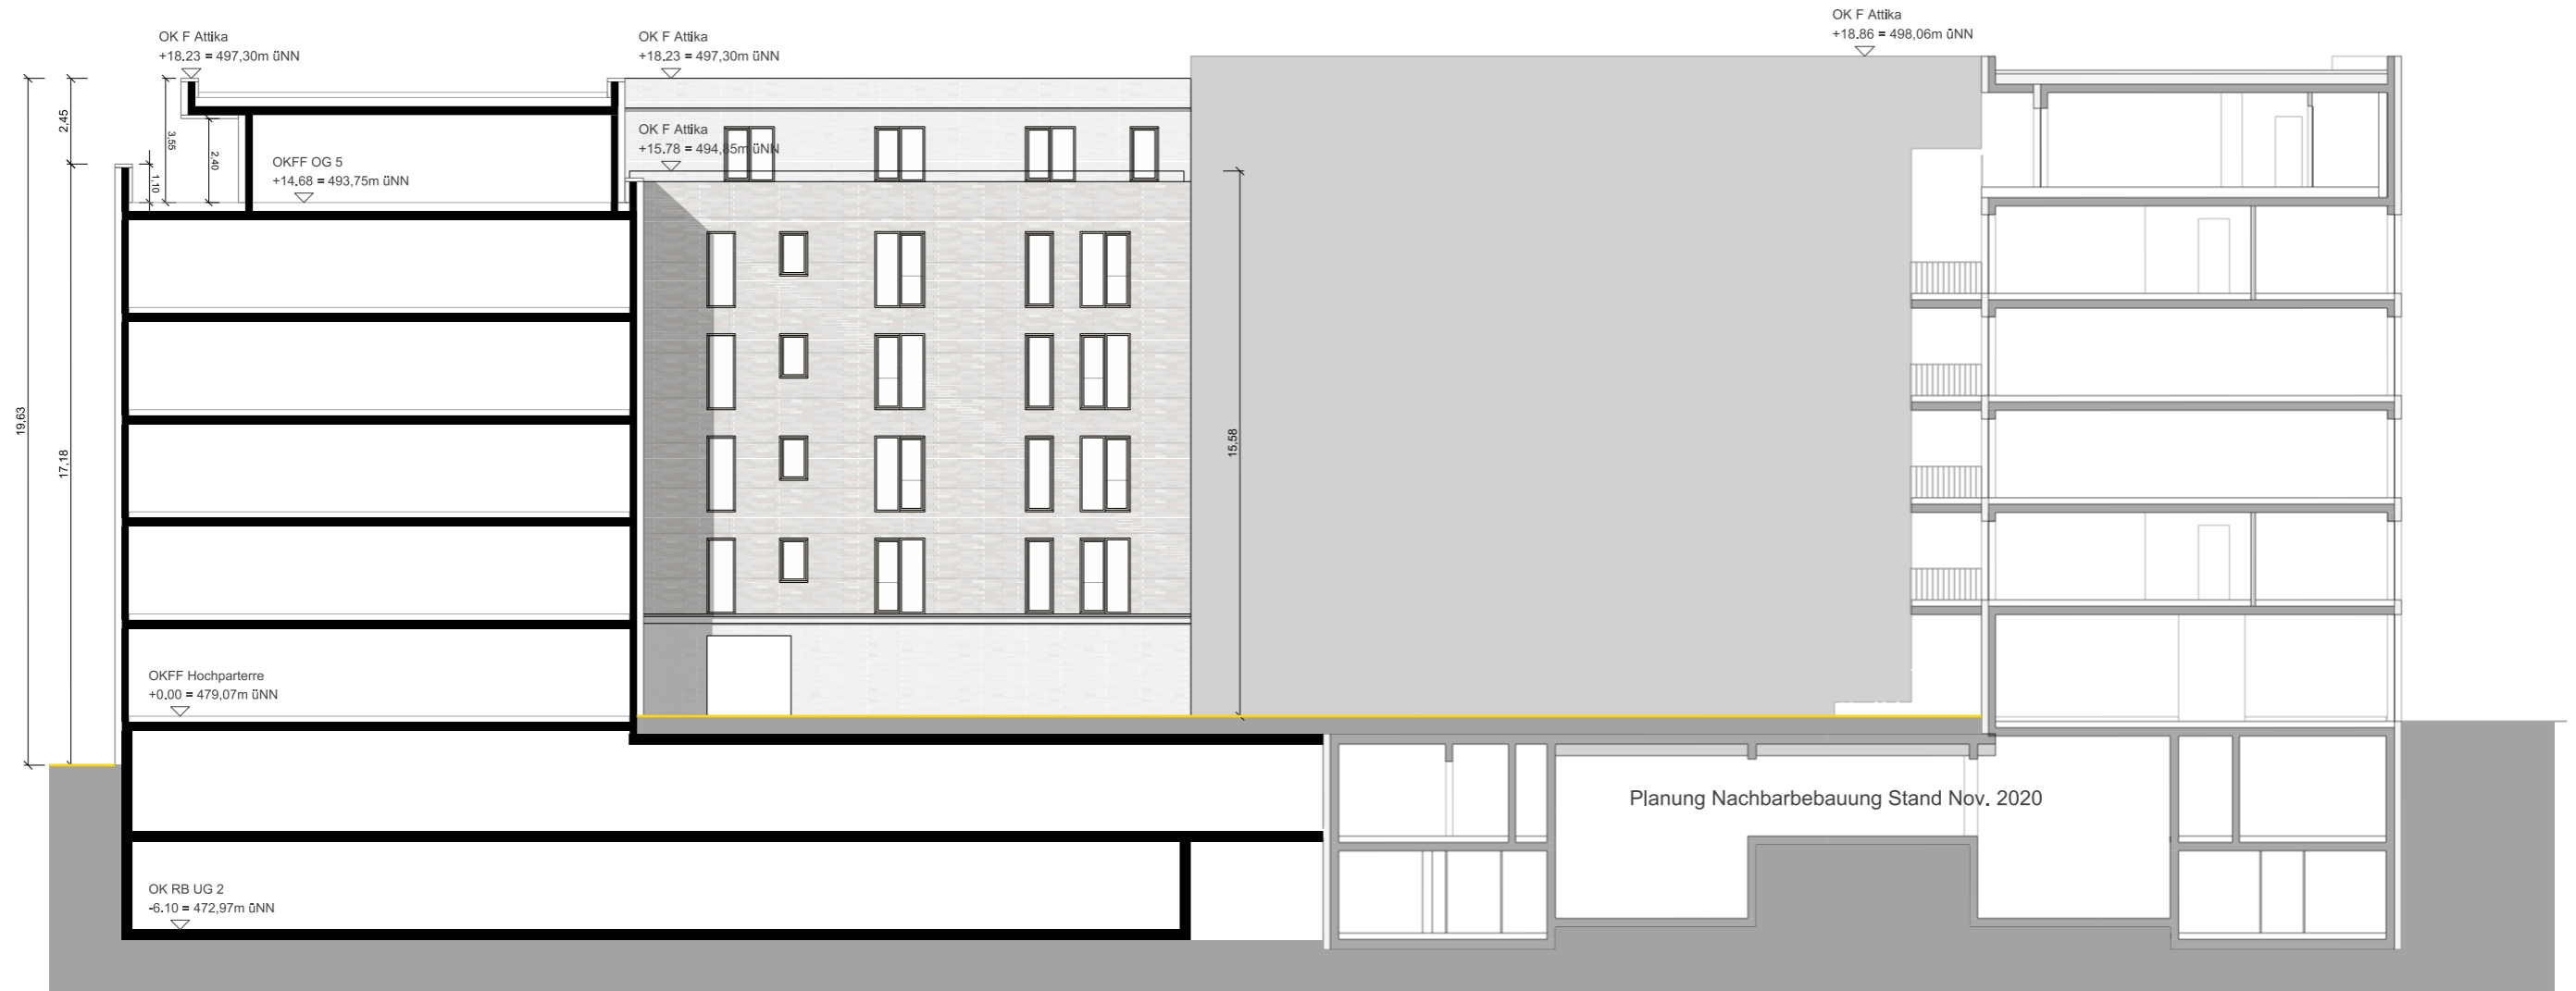 OK F Attika
+18.86 = 498,06m üNN
OK F Attika
+18.23 = 497,30m üNN
OK F Attika
+18.23 = 497,30m üNN
2,45
3,55
2,40
1,10
OK F Attika
+15.78 = 494,85m üNN
OKFF OG 5
+14.68 = 493,75m üNN
19,63
17,18
15,58
OKFF Hochparterre
+0.00 = 479,07m üNN
Planung Nachbarbebauung Stand Nov. 2020
OK RB UG 2
-6.10 = 472,97m üNN